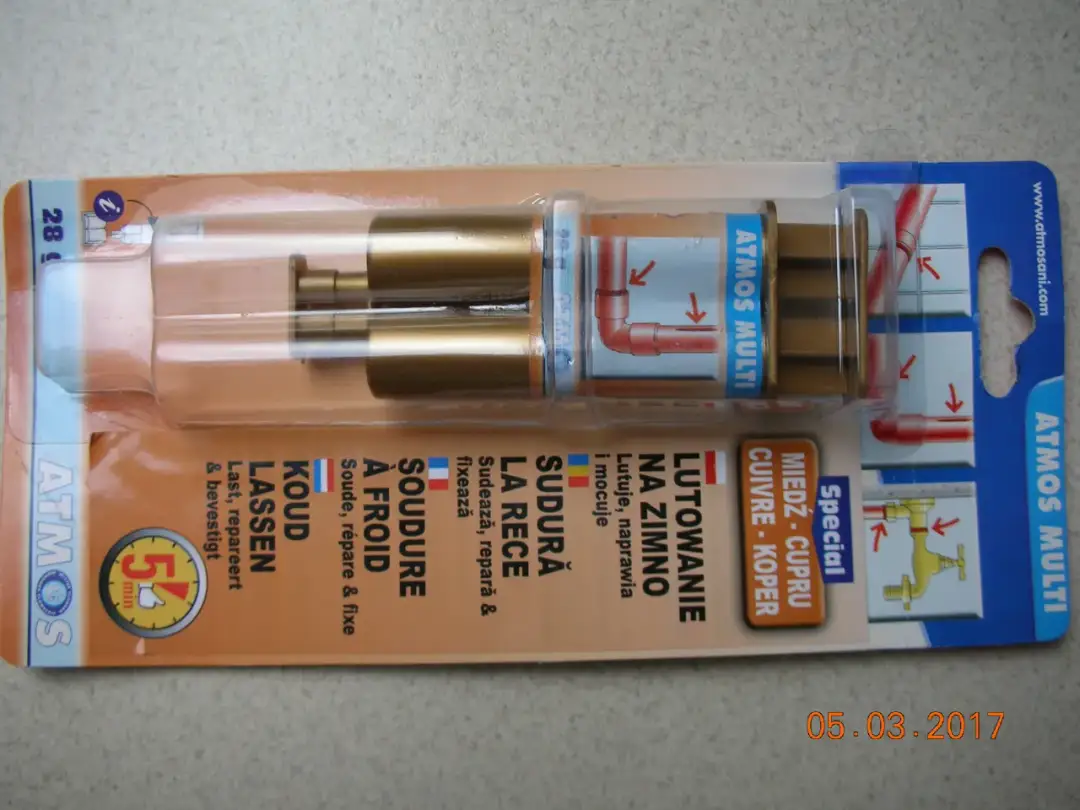 www.atmosani.com
ATMOS MULTI
ATMOS MULTI
Special
MIEDŹ - CUPRU
CUIVRE - KOPER
LUTOWANIE
NA ZIMNO
Lutuje, naprawia
i mocuje
SUDURĂ
LA RECE
Sudează, repară &
fixează
SOUDURE
À FROID
Soude, répare & fixe
KOUD
LASSEN
Last, repareert
& bevestigt
5
min
i
28 g
ATMOS
05.03.2017